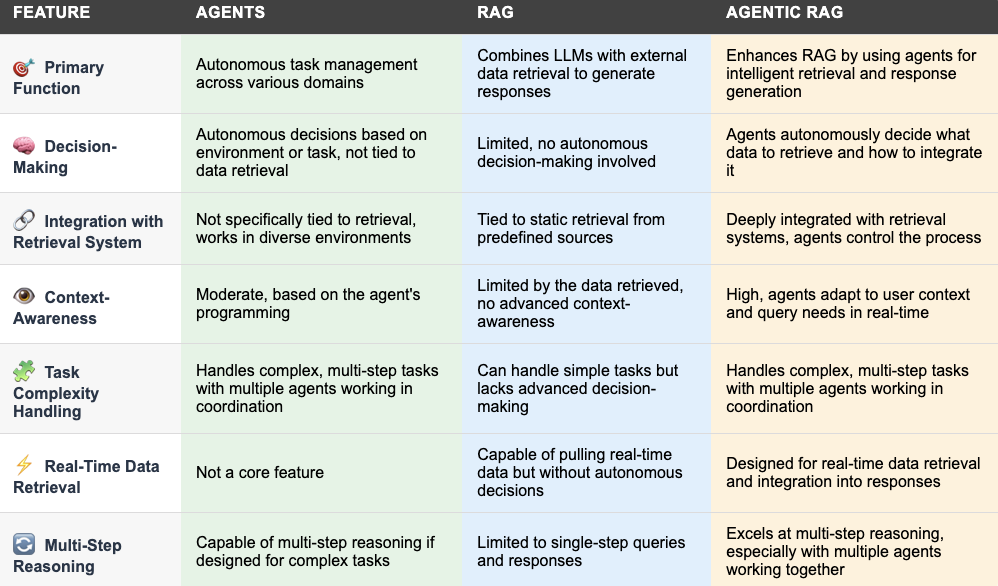 FEATURE AGENTS RAG AGENTIC RAG
Primary
Function
Autonomous task management
across various domains
Combines LLMs with external
data retrieval to generate
responses
Enhances RAG by using agents for
intelligent retrieval and response
generation
Decision-
Making
Autonomous decisions based on
environment or task, not tied to
data retrieval
Limited, no autonomous
decision-making involved
Agents autonomously decide what
data to retrieve and how to integrate
it
Integration with
Retrieval System
Not specifically tied to retrieval,
works in diverse environments
Tied to static retrieval from
predefined sources
Deeply integrated with retrieval
systems, agents control the process
Context-
Awareness
Moderate, based on the agent's
programming
Limited by the data retrieved,
no advanced context-
awareness
High, agents adapt to user context
and query needs in real-time
Task
Complexity
Handling
Handles complex, multi-step tasks
with multiple agents working in
coordination
Can handle simple tasks but
lacks advanced decision-
making
Handles complex, multi-step tasks
with multiple agents working in
coordination
Real-Time Data
Retrieval
Not a core feature
Capable of pulling real-time
data but without autonomous
decisions
Designed for real-time data retrieval
and integration into responses
Multi-Step
Reasoning
Capable of multi-step reasoning if
designed for complex tasks
Limited to single-step queries
and responses
Excels at multi-step reasoning,
especially with multiple agents
working together